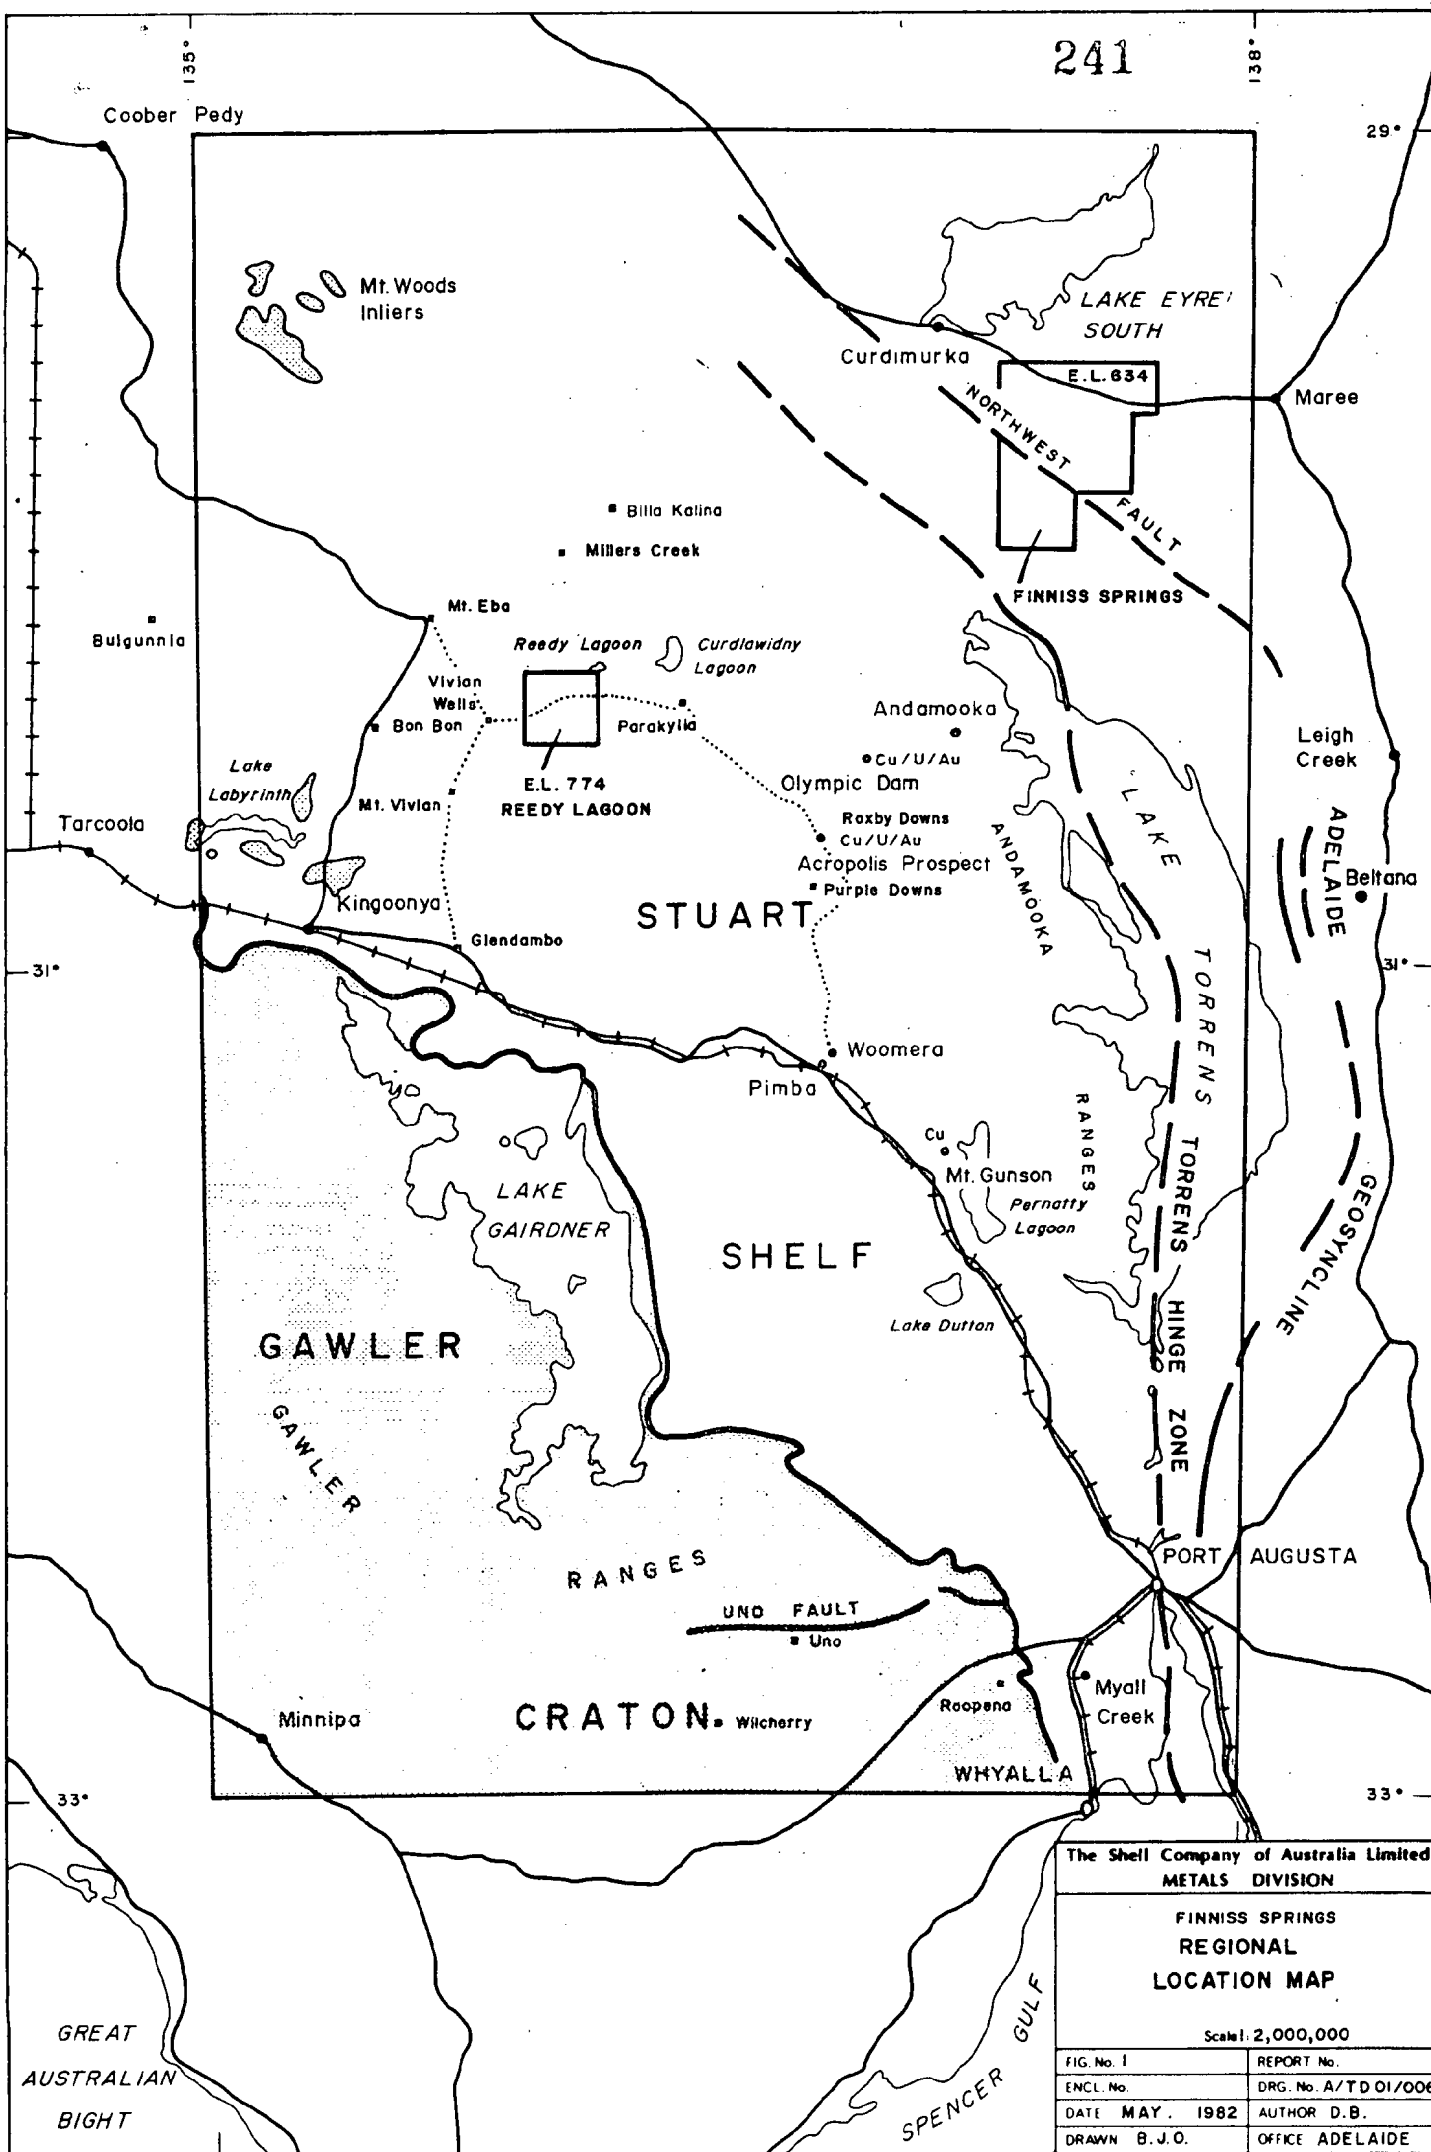 241
135°
138°
Coober Pedy
29°
Mt. Woods
Inliers
LAKE EYRE
SOUTH
Curdimurka
E.L. 634
Maree
NORTHWEST FAULT
Billa Kalina
Millers Creek
FINNISS SPRINGS
Mt. Eba
Bulgunnia
Reedy Lagoon
Curdlawidny
Lagoon
Vivian
Wells
Bon Bon
Parakylia
Andamooka
Leigh
Creek
Cu/U/Au
Olympic Dam
Lake
Labyrinth
Mt. Vivian
E.L. 774
REEDY LAGOON
Tarcoola
Roxby Downs
Cu/U/Au
Acropolis Prospect
Purple Downs
LAKE TORRENS
ADELAIDE GEOSYNCLINE
Beltana
Kingoonya
STUART SHELF
ANDAMOOKA RANGES
Glendambo
31°
31°
Woomera
Pimba
Cu
Mt. Gunson
Pernatty
Lagoon
TORRENS HINGE ZONE
LAKE
GAIRDNER
Lake Dutton
GAWLER CRATON
GAWLER RANGES
PORT AUGUSTA
UNO FAULT
Uno
Minnipa
Wilcherry
Roopena
Myall
Creek
WHYALLA
33°
33°
GREAT
AUSTRALIAN
BIGHT
SPENCER GULF
The Shell Company of Australia Limited
METALS DIVISION
FINNISS SPRINGS
REGIONAL
LOCATION MAP
Scale 1: 2,000,000
FIG. No. 1
REPORT No.
ENCL. No.
DRG. No. A/TD 01/006
DATE MAY. 1982
AUTHOR D.B.
DRAWN B.J.O.
OFFICE ADELAIDE